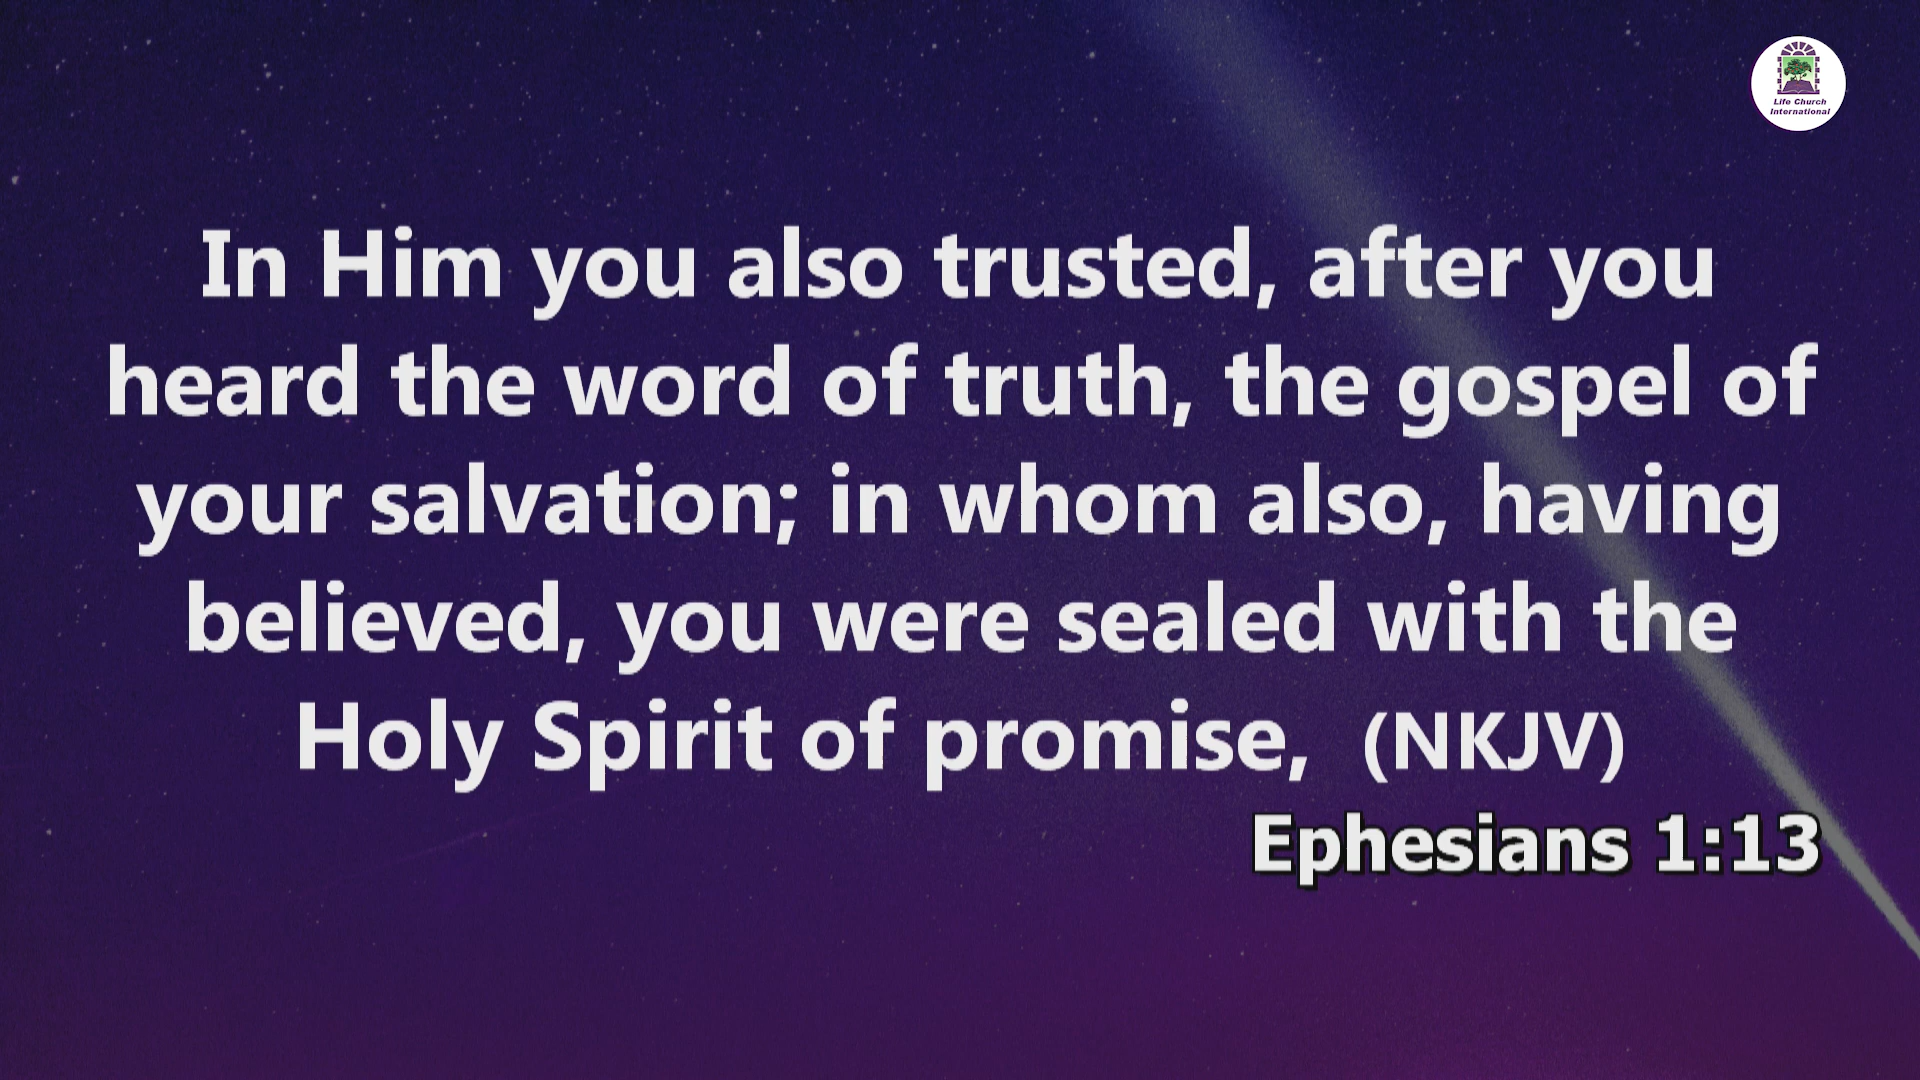 Life Church
International
In Him you also trusted, after you
heard the word of truth, the gospel of
your salvation; in whom also, having
believed, you were sealed with the
Holy Spirit of promise,  (NKJV)
Ephesians 1:13